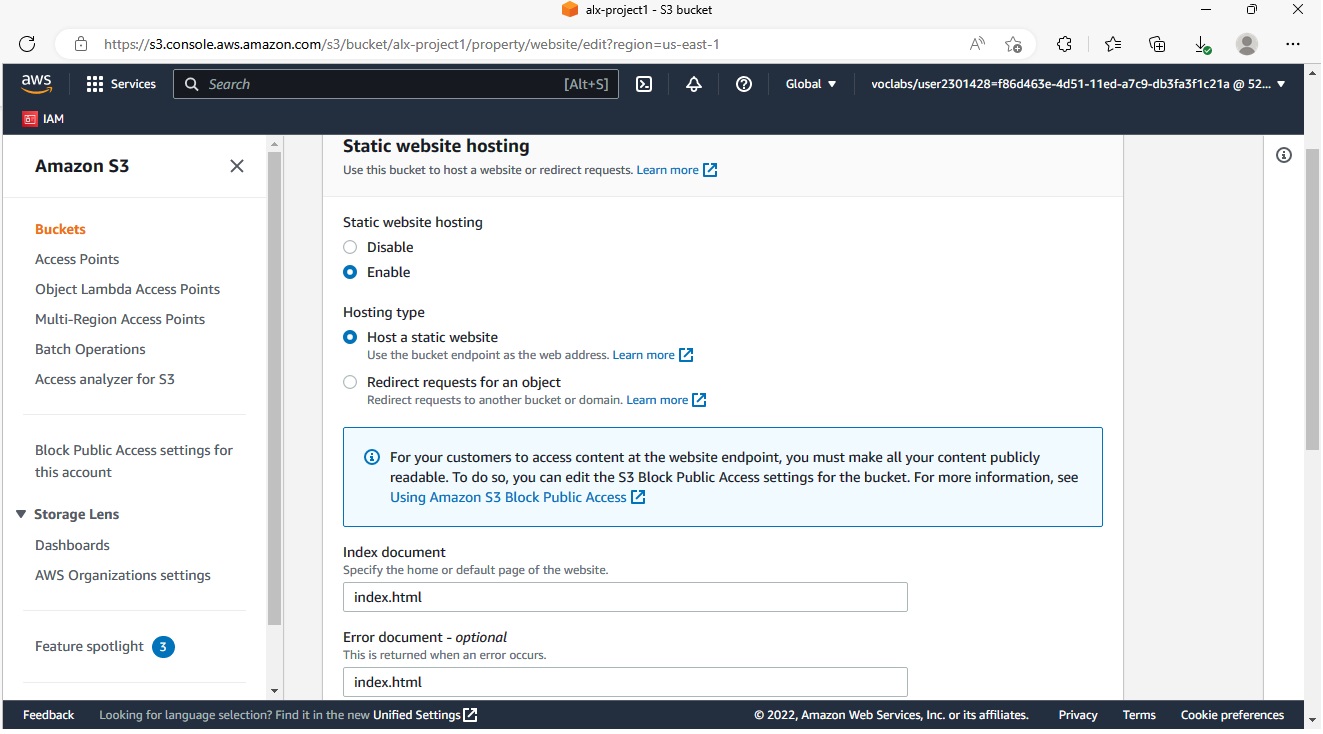 alx-project1 - S3 bucket
https://s3.console.aws.amazon.com/s3/bucket/alx-project1/property/website/edit?region=us-east-1
aws
Services
Search
[Alt+S]
Global
voclabs/user2301428=f86d463e-4d51-11ed-a7c9-db3fa3f1c21a @ 52...
IAM
Amazon S3
Buckets
Access Points
Object Lambda Access Points
Multi-Region Access Points
Batch Operations
Access analyzer for S3
Block Public Access settings for
this account
Storage Lens
Dashboards
AWS Organizations settings
Feature spotlight 3
Static website hosting
Use this bucket to host a website or redirect requests. Learn more
Static website hosting
Disable
Enable
Hosting type
Host a static website
Use the bucket endpoint as the web address. Learn more
Redirect requests for an object
Redirect requests to another bucket or domain. Learn more
For your customers to access content at the website endpoint, you must make all your content publicly
readable. To do so, you can edit the S3 Block Public Access settings for the bucket. For more information, see
Using Amazon S3 Block Public Access
Index document
Specify the home or default page of the website.
index.html
Error document - optional
This is returned when an error occurs.
index.html
Feedback
Looking for language selection? Find it in the new Unified Settings
© 2022, Amazon Web Services, Inc. or its affiliates.
Privacy
Terms
Cookie preferences